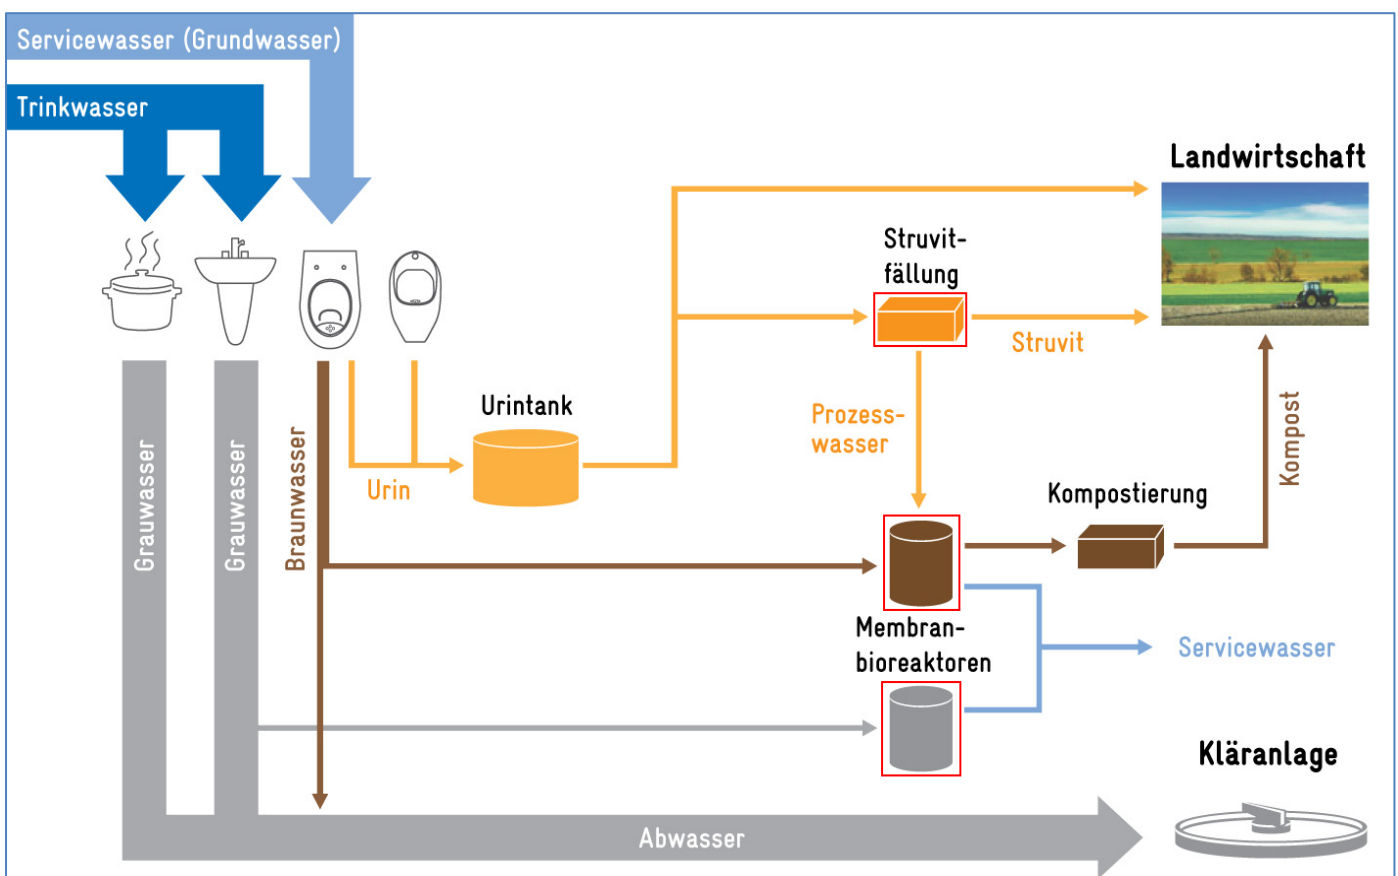 Servicewasser (Grundwasser)
Trinkwasser
Landwirtschaft
Struvit-
fällung
Struvit
Urintank
Prozess-
wasser
Urin
Kompostierung
Kompost
Grauwasser
Grauwasser
Braunwasser
Membran-
bioreaktoren
Servicewasser
Kläranlage
Abwasser